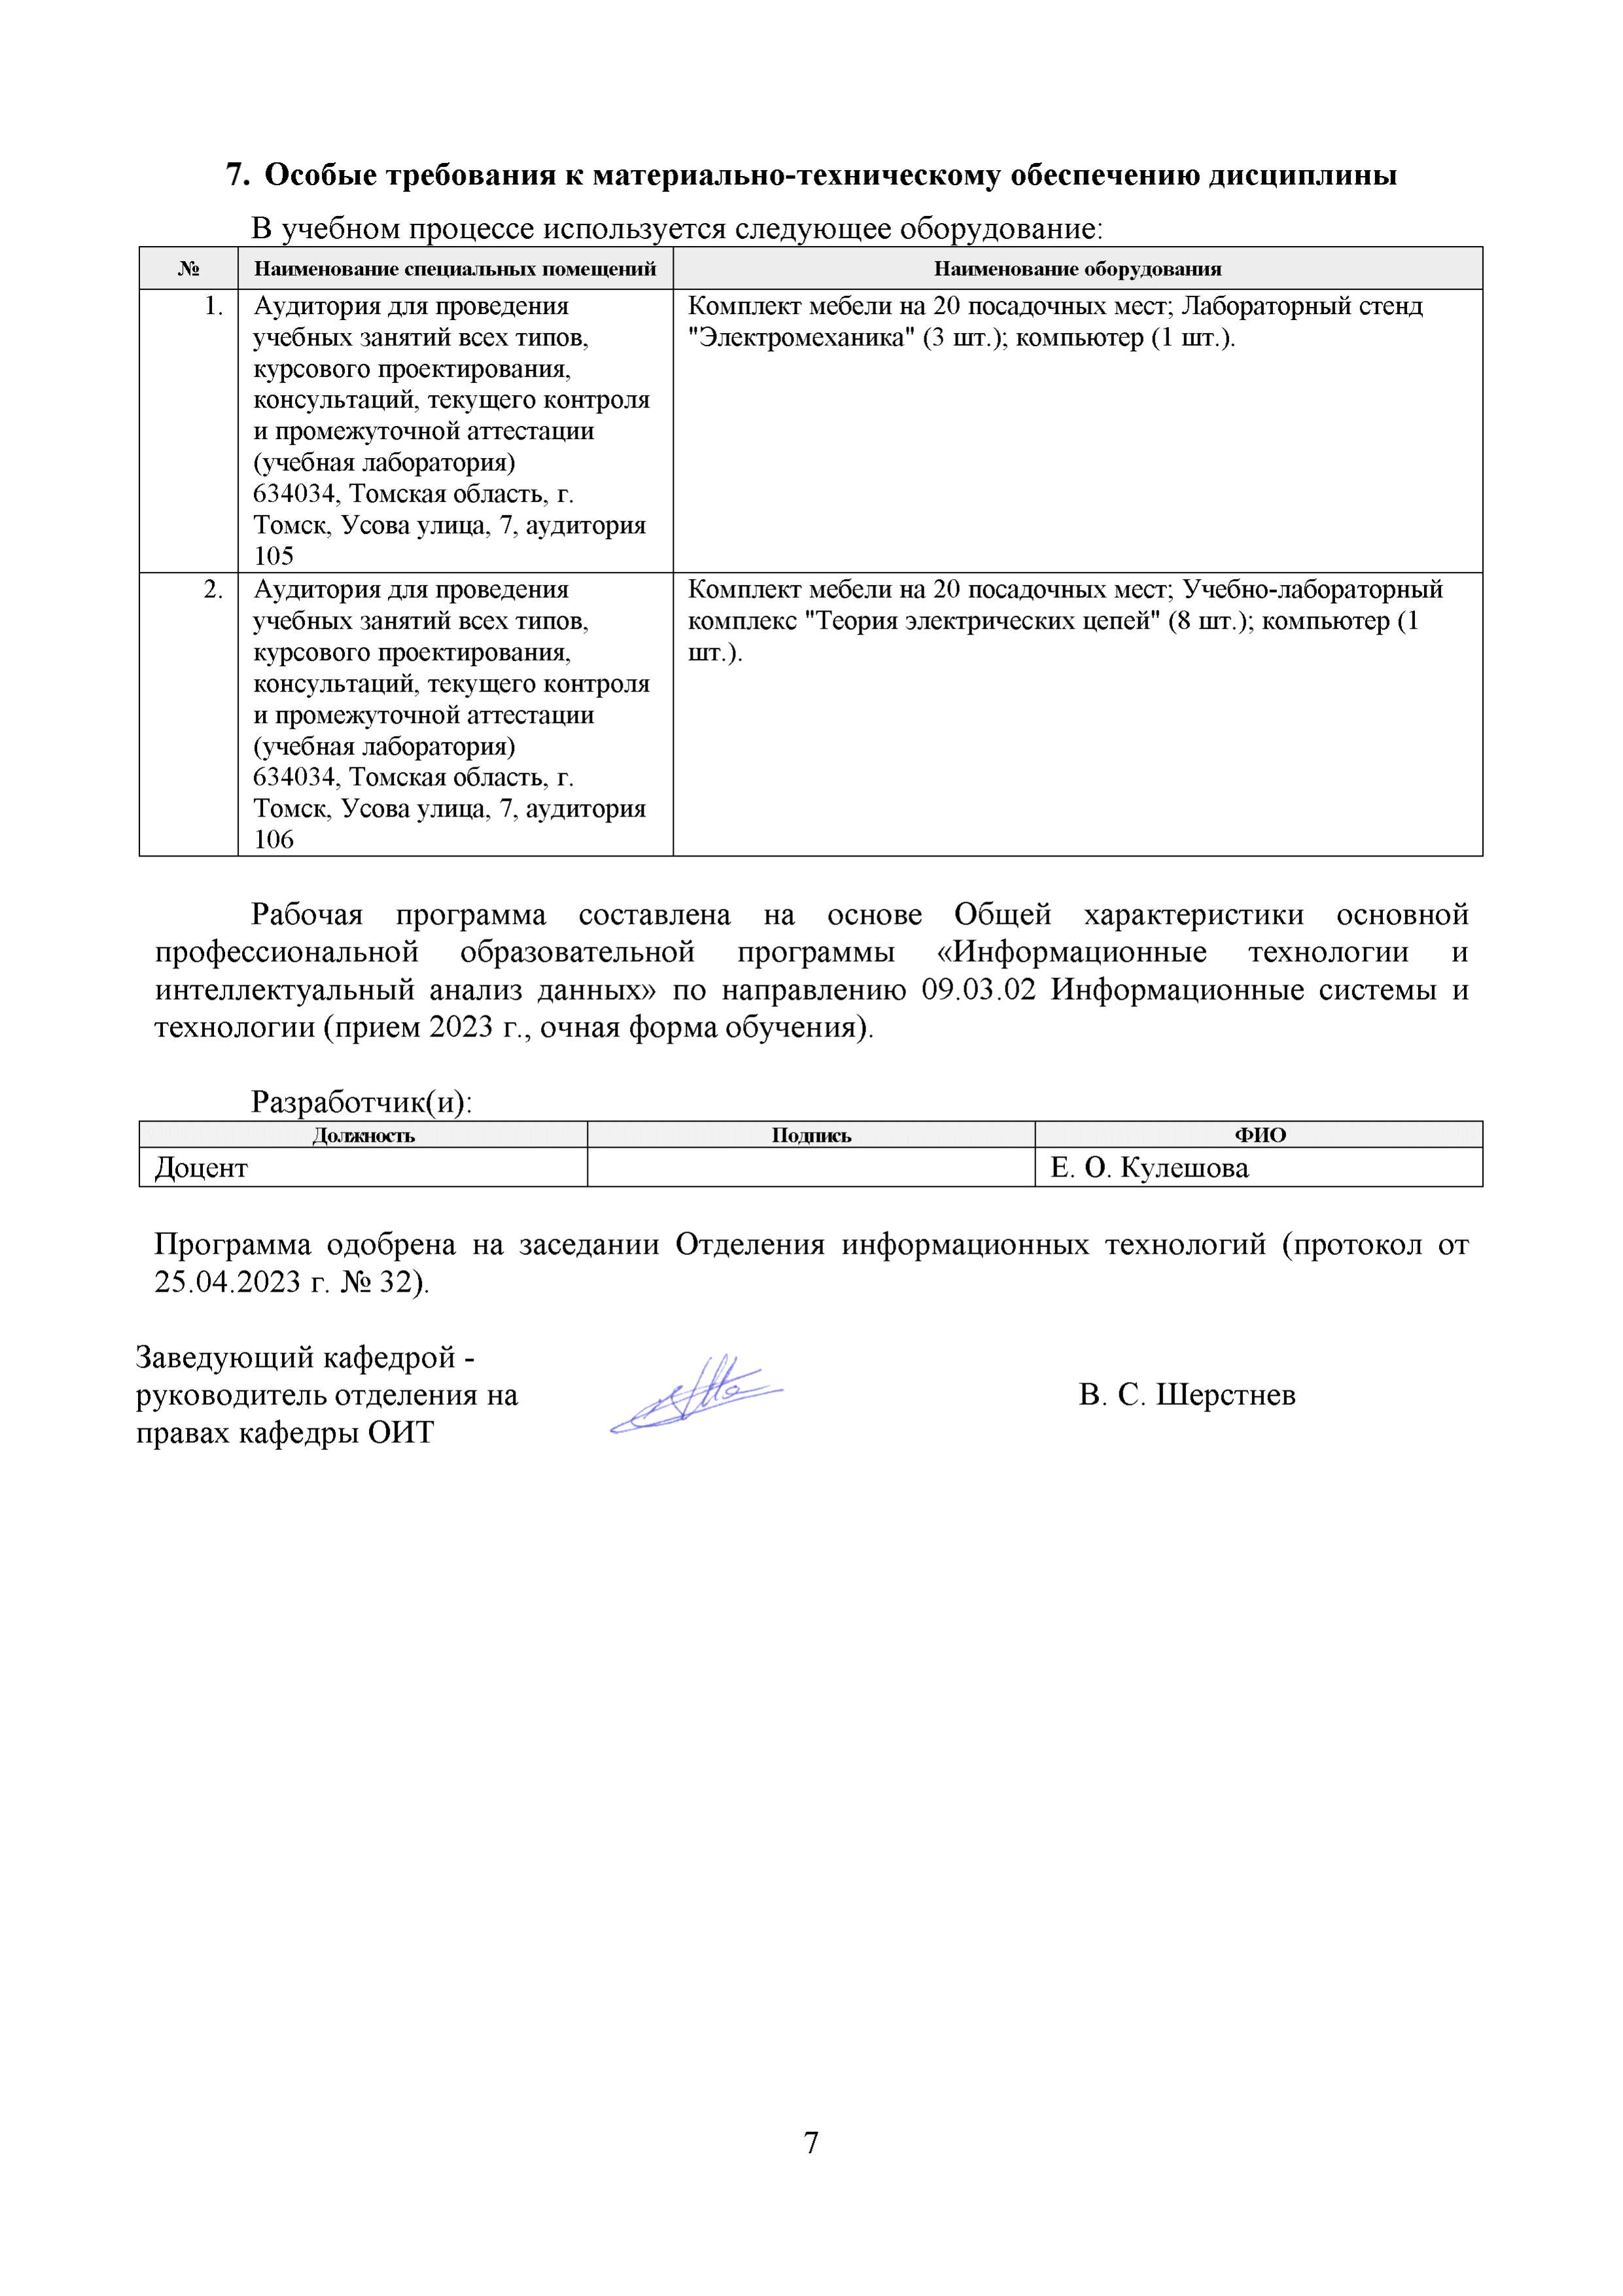 7. Особые требования к материально-техническому обеспечению дисциплины
В учебном процессе используется следующее оборудование:
№ Наименование специальных помещений Наименование оборудования
1. Аудитория для проведения
учебных занятий всех типов,
курсового проектирования,
консультаций, текущего контроля
и промежуточной аттестации
(учебная лаборатория)
634034, Томская область, г.
Томск, Усова улица, 7, аудитория
105
Комплект мебели на 20 посадочных мест; Лабораторный стенд
"Электромеханика" (3 шт.); компьютер (1 шт.).
2. Аудитория для проведения
учебных занятий всех типов,
курсового проектирования,
консультаций, текущего контроля
и промежуточной аттестации
(учебная лаборатория)
634034, Томская область, г.
Томск, Усова улица, 7, аудитория
106
Комплект мебели на 20 посадочных мест; Учебно-лабораторный
комплекс "Теория электрических цепей" (8 шт.); компьютер (1
шт.).
Рабочая программа составлена на основе Общей характеристики основной
профессиональной образовательной программы «Информационные технологии и
интеллектуальный анализ данных» по направлению 09.03.02 Информационные системы и
технологии (прием 2023 г., очная форма обучения).
Разработчик(и):
Должность Подпись ФИО
Доцент Е. О. Кулешова
Программа одобрена на заседании Отделения информационных технологий (протокол от
25.04.2023 г. № 32).
Заведующий кафедрой -
руководитель отделения на
правах кафедры ОИТ
В. С. Шерстнев
7